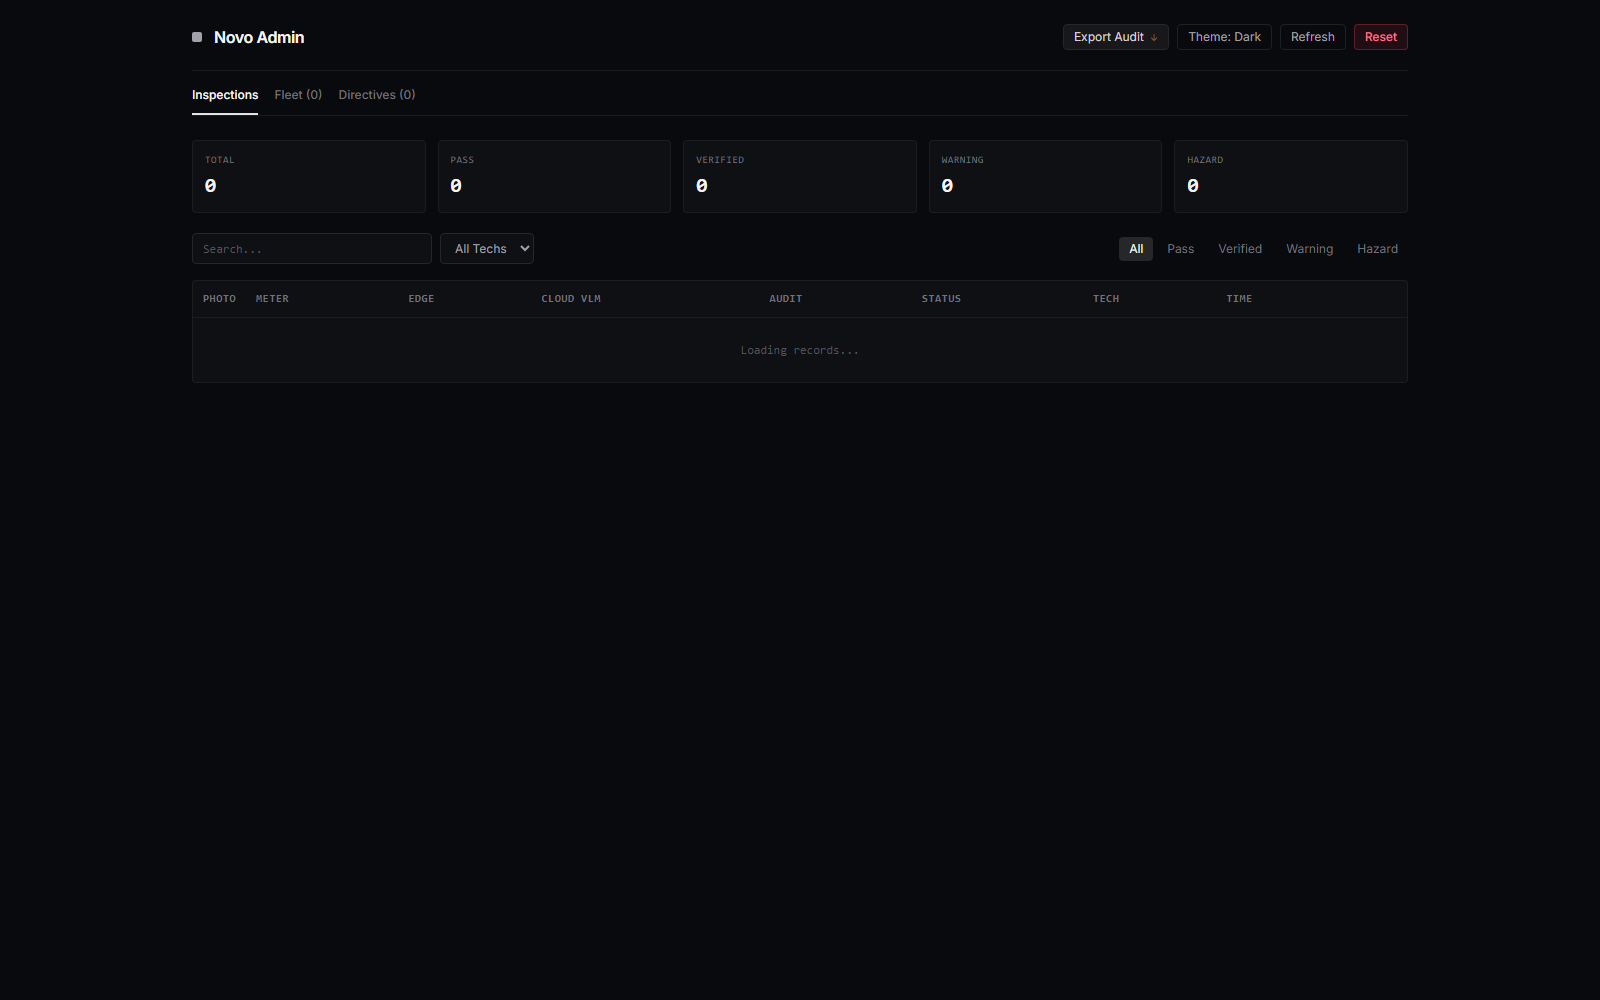 Novo Admin
Export Audit ↓ Theme: Dark Refresh Reset
Inspections Fleet (0) Directives (0)
TOTAL PASS VERIFIED WARNING HAZARD
0 0 0 0 0
Search... All Techs All Pass Verified Warning Hazard
PHOTO METER EDGE CLOUD VLM AUDIT STATUS TECH TIME
Loading records...